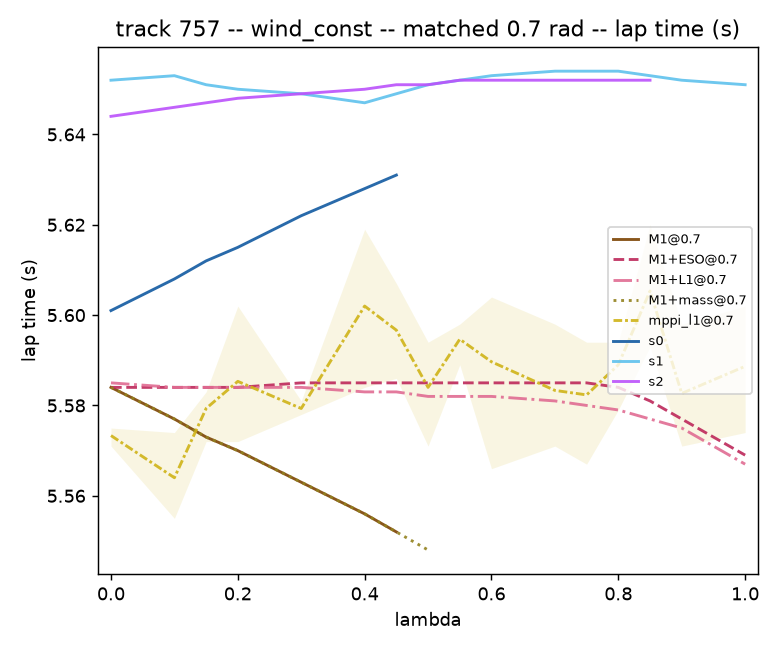 track 757 -- wind_const -- matched 0.7 rad -- lap time (s)
lap time (s)
5.64
5.62
5.60
5.58
5.56
M1@0.7
M1+ESO@0.7
M1+L1@0.7
M1+mass@0.7
mppi_l1@0.7
s0
s1
s2
0.0 0.2 0.4 0.6 0.8 1.0
lambda